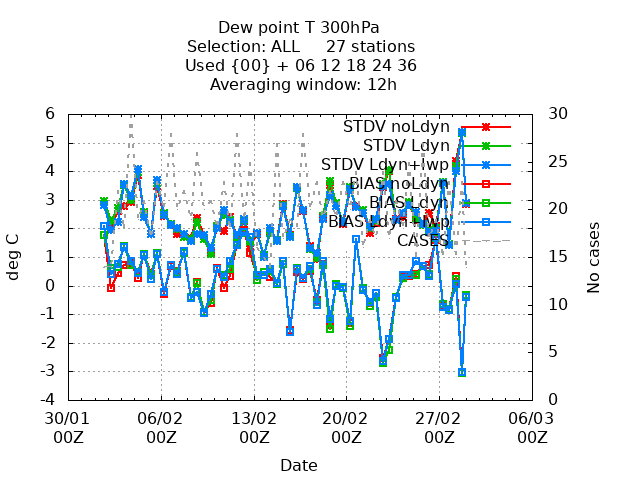 Dew point T 300hPa
Selection: ALL 27 stations
Used {00} + 06 12 18 24 36
Averaging window: 12h
STDV noLdyn
STDV Ldyn
STDV Ldyn+lwp
BIAS noLdyn
BIAS Ldyn
BIAS Ldyn+lwp
CASES
deg C
6
5
4
3
2
1
0
-1
-2
-3
-4
30
25
20
15
10
5
0
No cases
30/01 06/02 13/02 20/02 27/02 06/03
00Z 00Z 00Z 00Z 00Z 00Z
Date